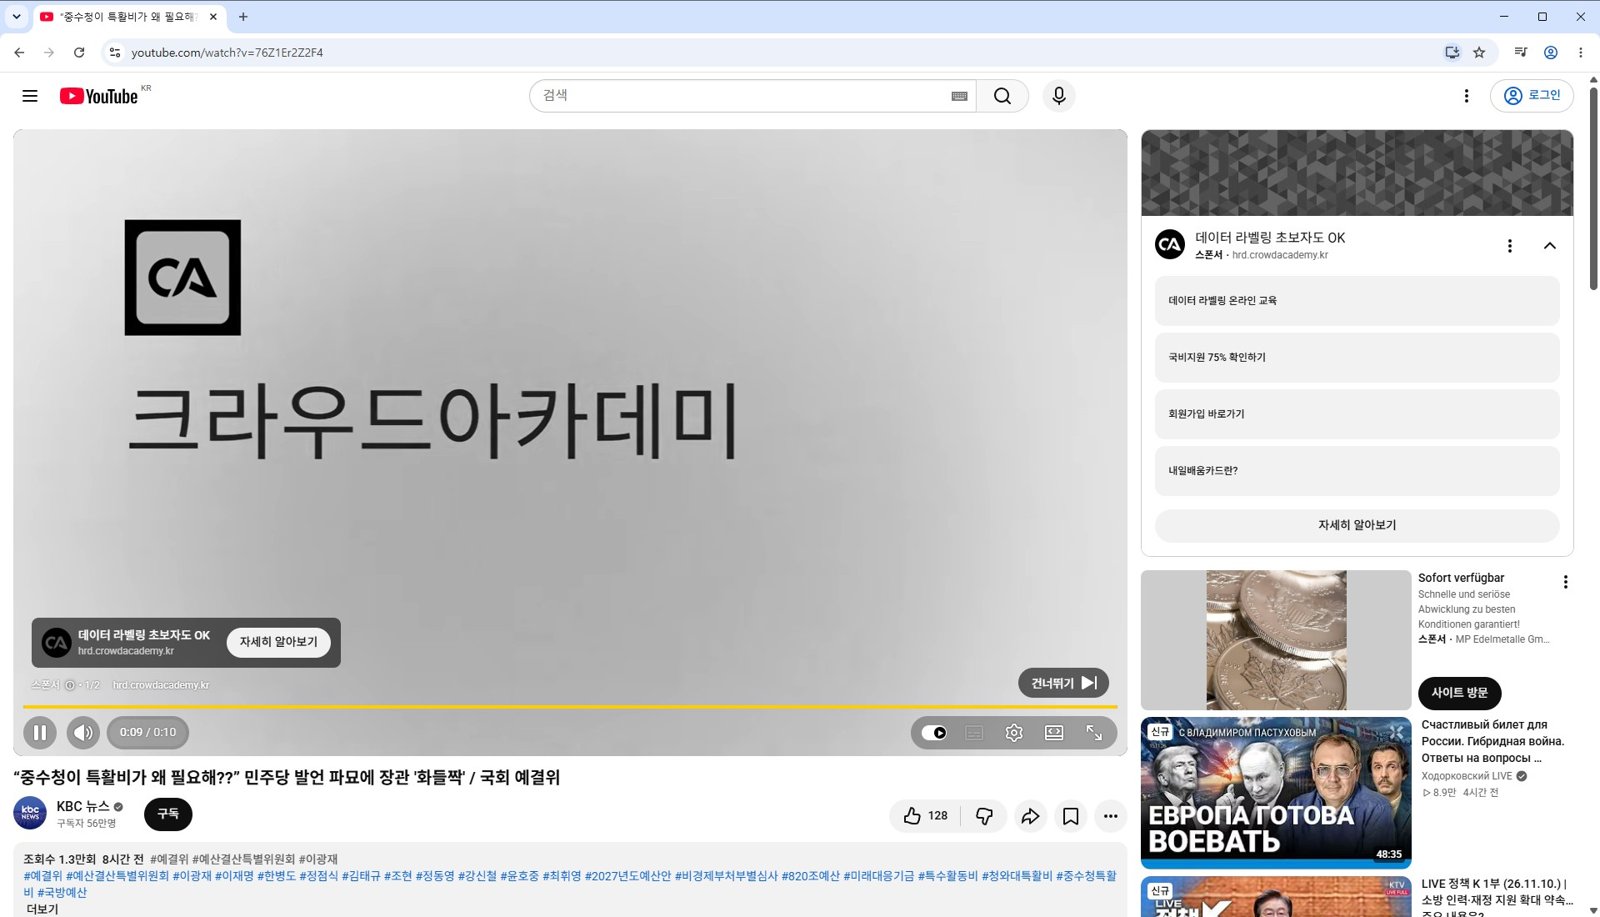 "중수청이 특활비가 왜 필요해?
youtube.com/watch?v=76Z1Er2Z2F4
YouTube KR
검색
로그인
CA
크라우드아카데미
CA
데이터 라벨링 초보자도 OK
hrd.crowdacademy.kr
자세히 알아보기
스폰서 · 1/2 hrd.crowdacademy.kr
건너뛰기
0:09 / 0:10
“중수청이 특활비가 왜 필요해??” 민주당 발언 파묘에 장관 '화들짝' / 국회 예결위
kbc NEWS
KBC 뉴스
구독자 56만명
구독
128
조회수 1.3만회 8시간 전 #예결위 #예산결산특별위원회 #이광재
#예결위 #예산결산특별위원회 #이광재 #이재명 #한병도 #정점식 #김태규 #조현 #정동영 #강신철 #윤호중 #최휘영 #2027년도예산안 #비경제부처부별심사 #820조예산 #미래대응기금 #특수활동비 #청와대특활비 #중수청특활
비 #국방예산
더보기
CA
데이터 라벨링 초보자도 OK
스폰서 · hrd.crowdacademy.kr
데이터 라벨링 온라인 교육
국비지원 75% 확인하기
회원가입 바로가기
내일배움카드란?
자세히 알아보기
Sofort verfügbar
Schnelle und seriöse
Abwicklung zu besten
Konditionen garantiert!
스폰서 · MP Edelmetalle Gm...
사이트 방문
신규
С ВЛАДИМИРОМ ПАСТУХОВЫМ
ЕВРОПА ГОТОВА
ВОЕВАТЬ
48:35
Счастливый билет для
России. Гибридная война.
Ответы на вопросы ...
Ходорковский LIVE
8.9만 4시간 전
신규
LIVE
정책K
KTV
LIVE 정책 K 1부 (26.11.10.) |
소방 인력·재정 지원 확대 약속...